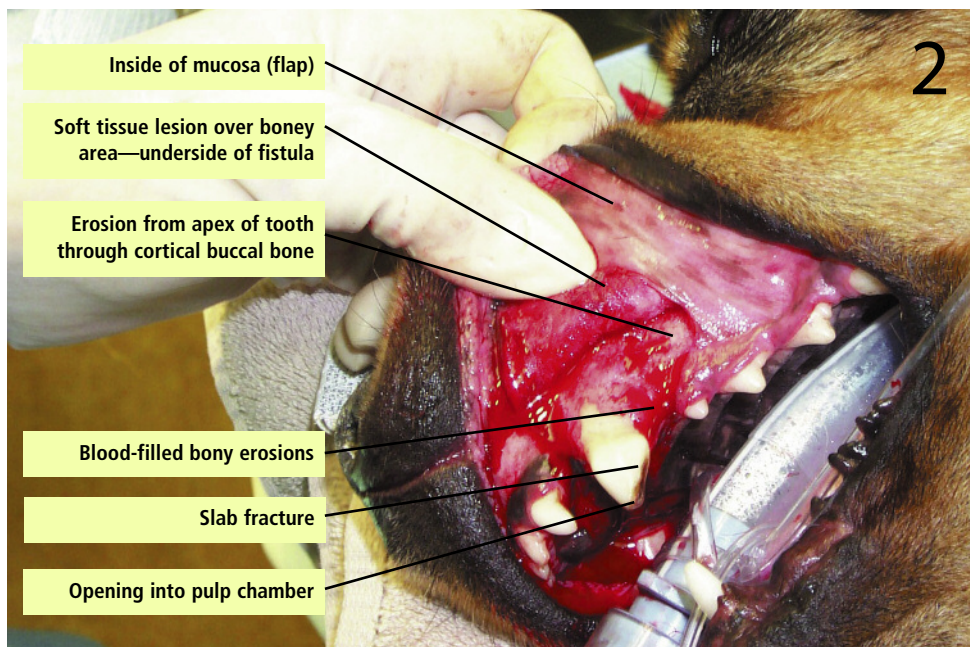 2
Inside of mucosa (flap)
Soft tissue lesion over boney
area—underside of fistula
Erosion from apex of tooth
through cortical buccal bone
Blood-filled bony erosions
Slab fracture
Opening into pulp chamber